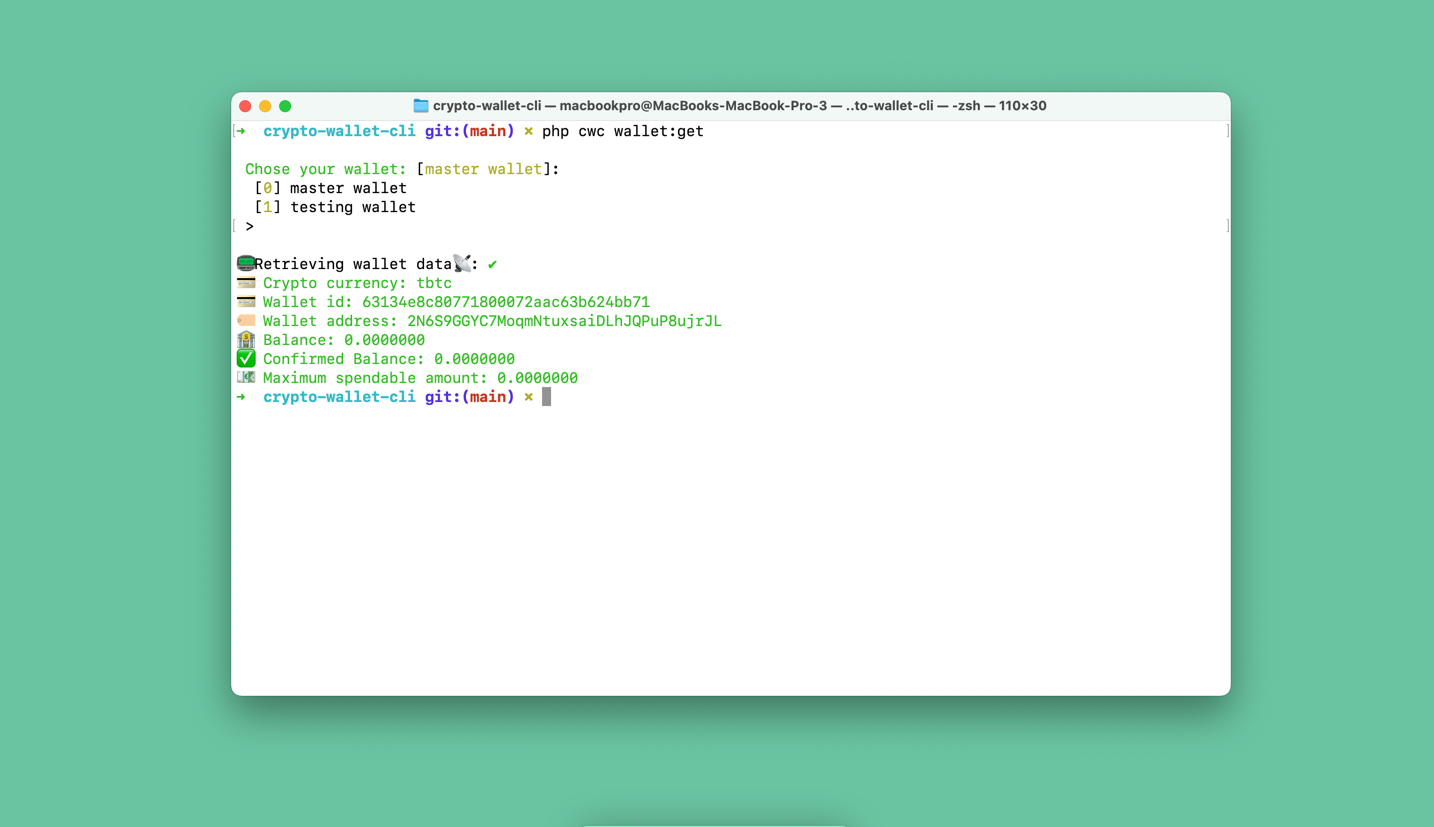 crypto-wallet-cli — macbookpro@MacBooks-MacBook-Pro-3 — ..to-wallet-cli — -zsh — 110×30
[➜ crypto-wallet-cli git:(main) ✗ php cwc wallet:get ]
Chose your wallet: [master wallet]:
[0] master wallet
[1] testing wallet
[ > ]
Retrieving wallet data📡: ✔
💳 Crypto currency: tbtc
💳 Wallet id: 63134e8c80771800072aac63b624bb71
🏷 Wallet address: 2N6S9GGYC7MoqmNtuxsaiDLhJQPuP8ujrJL
🏦 Balance: 0.0000000
✅ Confirmed Balance: 0.0000000
💵 Maximum spendable amount: 0.0000000
➜ crypto-wallet-cli git:(main) ✗